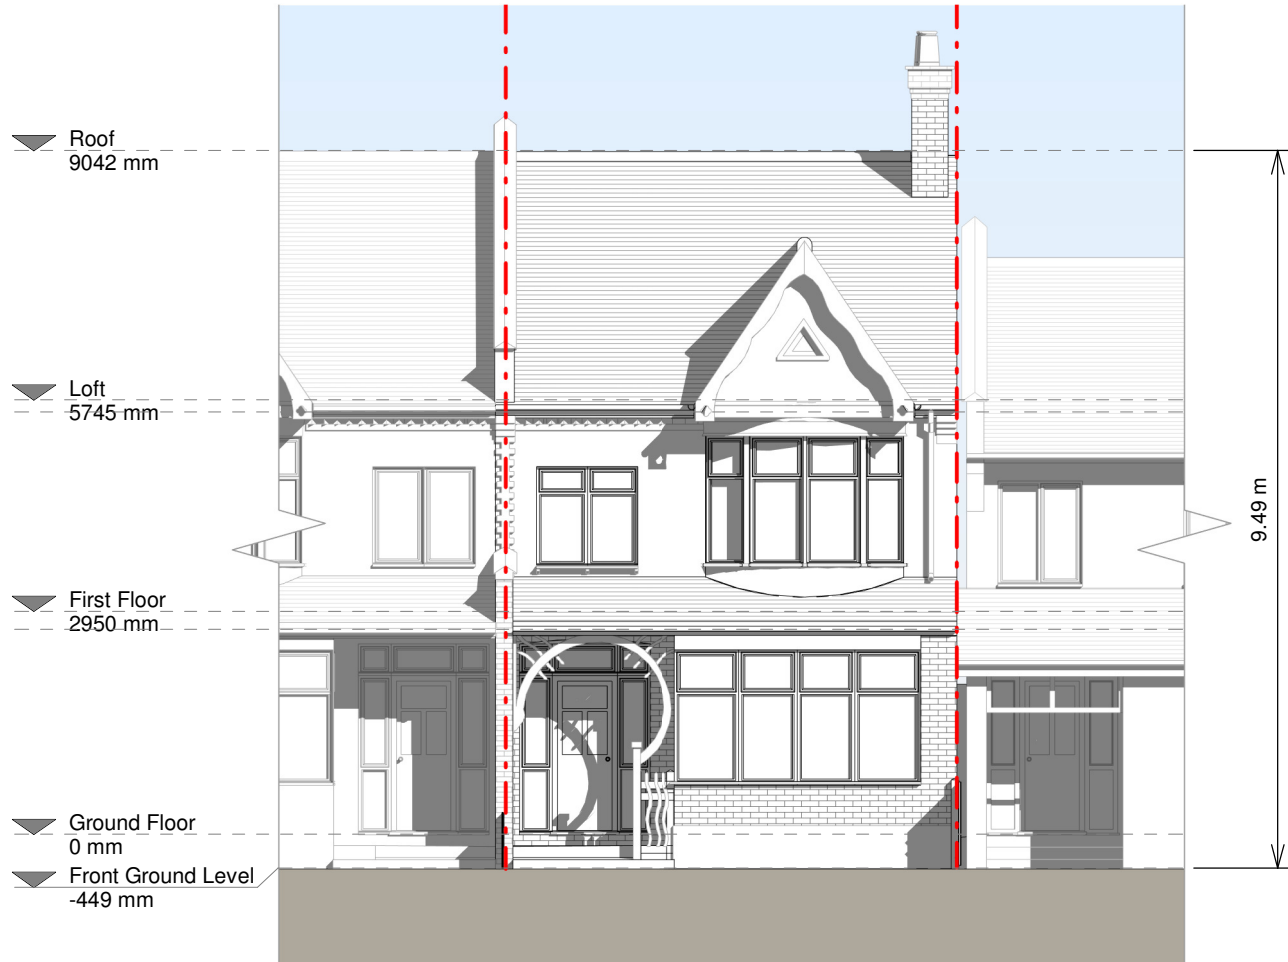 Roof
9042 mm
Loft
5745 mm
9.49 m
First Floor
2950 mm
Ground Floor
0 mm
Front Ground Level
-449 mm